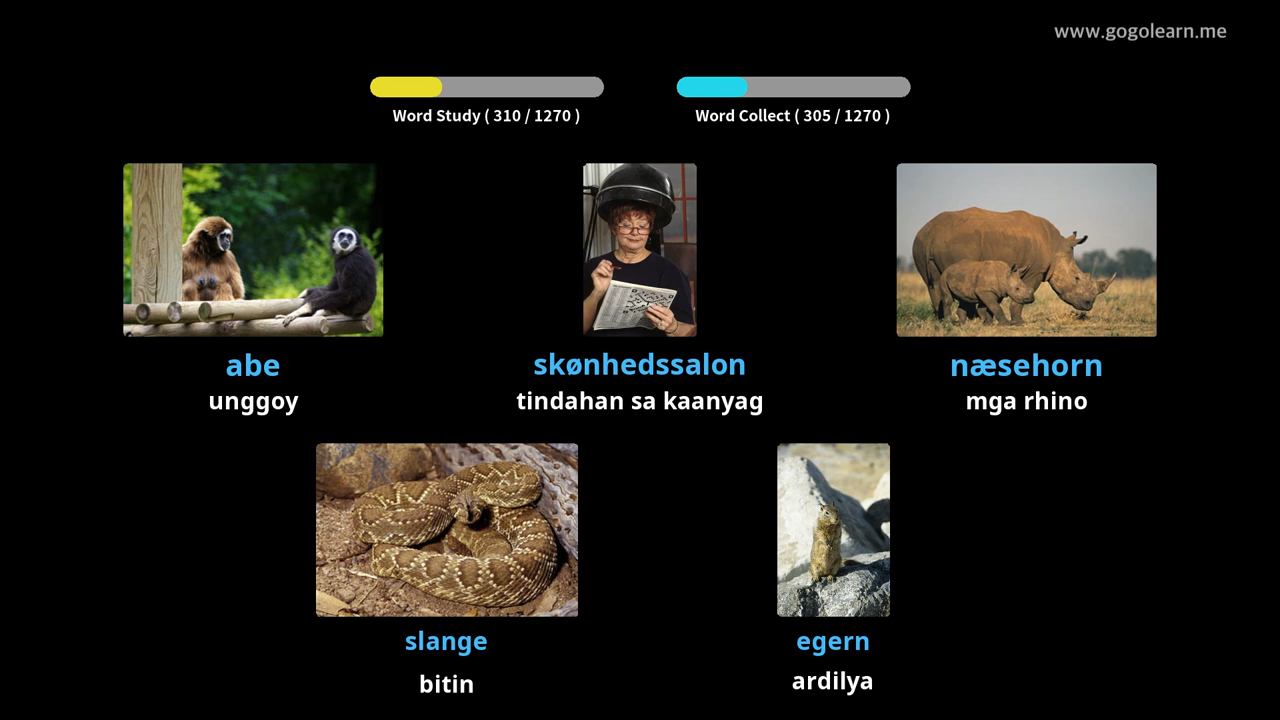 www.gogolearn.me
Word Study ( 310 / 1270 )
Word Collect ( 305 / 1270 )
abe
unggoy
skønhedssalon
tindahan sa kaanyag
næsehorn
mga rhino
slange
bitin
egern
ardilya